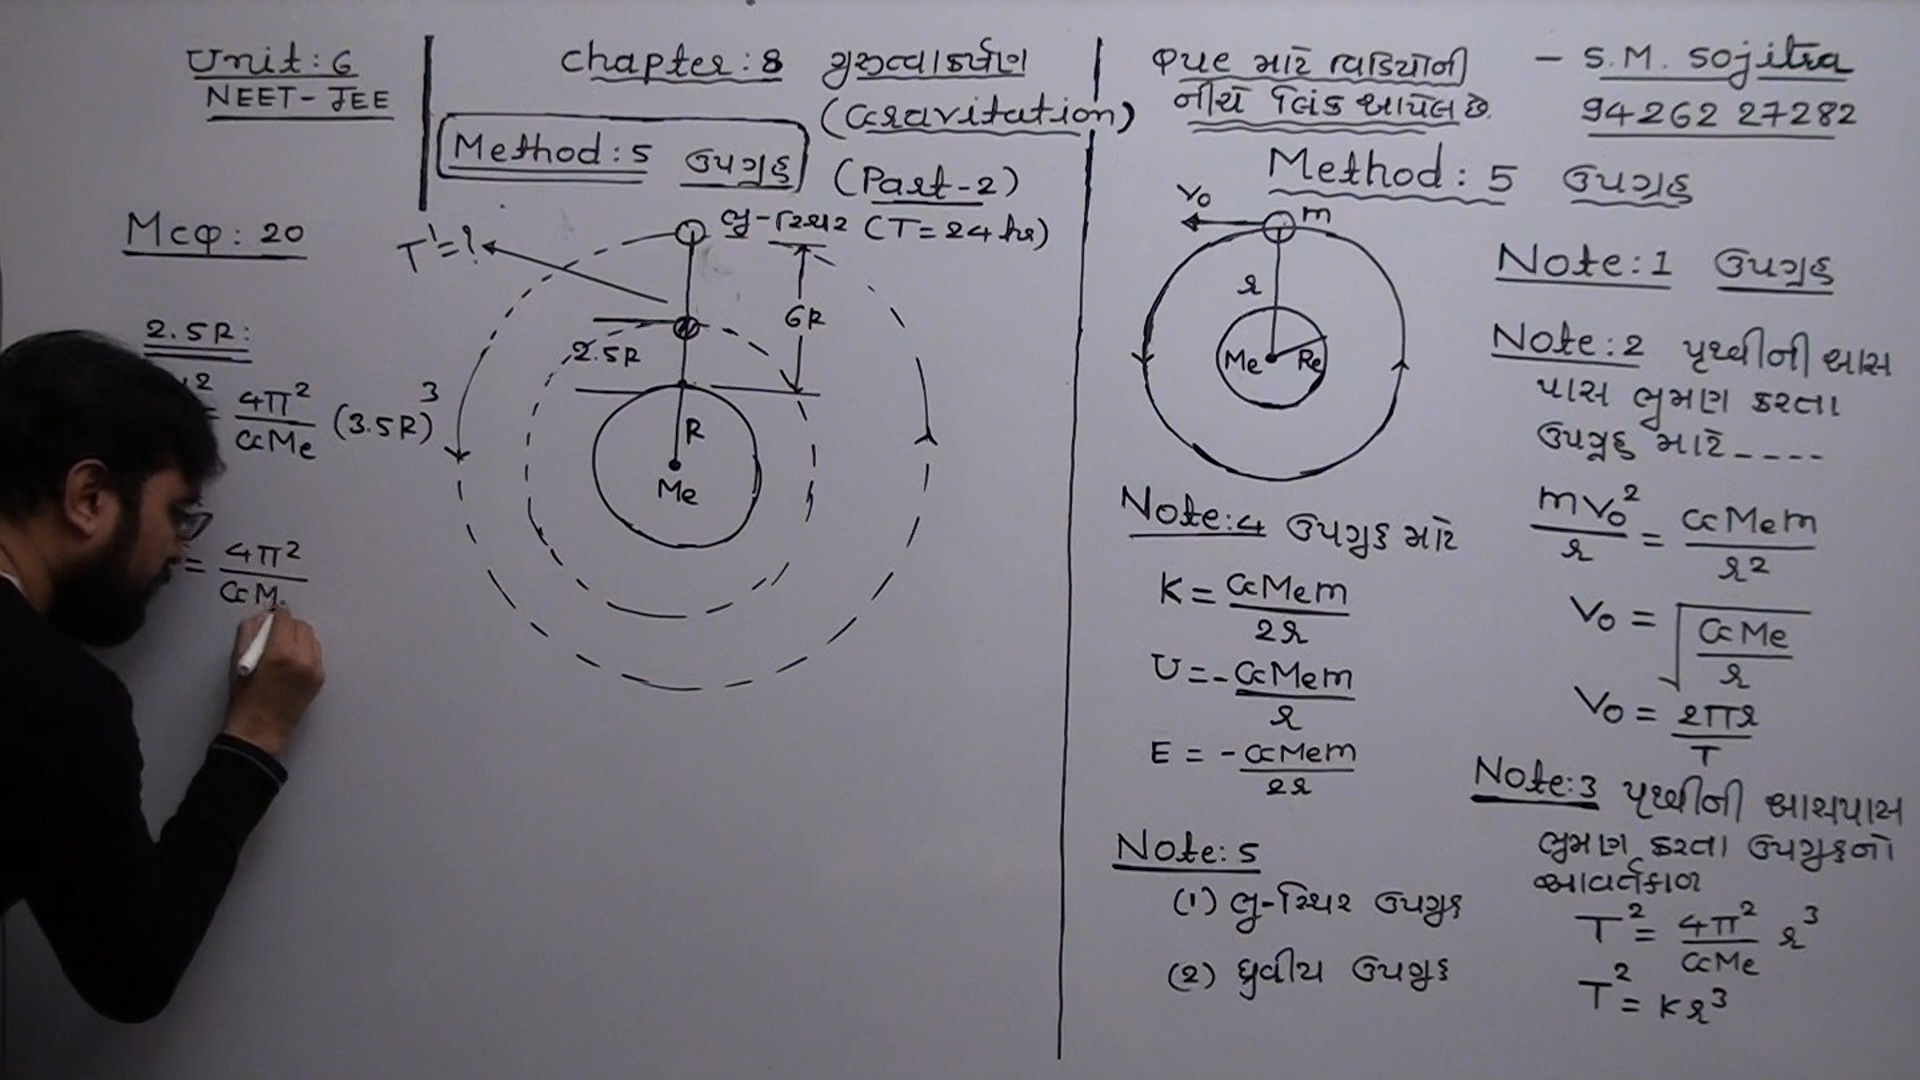 Unit: 6
NEET-JEE
Chapter: 8 ગુરુત્વાકર્ષણ
(Gravitation)
Method: 5 ઉપગ્રહ
(Part-2)
માટે વિડિયોની
નીચે લિંક આપેલ છે.
- S.M. Sojitra
94262 27282
MCQ: 20
2.5R:
2 = 4π² / GMe (3.5R)³
= 4π² / GM
T' = ?
ભૂ-સ્થિર (T = 24 hr)
6R
2.5R
R
Me
Method: 5 ઉપગ્રહ
V₀
m
r
Me
Re
Note: 1 ઉપગ્રહ
Note: 2 પૃથ્વીની આસ
પાસ ભ્રમણ કરતા
ઉપગ્રહ માટે ----
mV₀² / r = GMem / r²
V₀ = √(GMe / r)
V₀ = 2πr / T
Note: 3 પૃથ્વીની આસપાસ
ભ્રમણ કરતા ઉપગ્રહનો
આવર્તકાળ
T² = 4π² / GMe r³
T² = Kr³
Note: 4 ઉપગ્રહ માટે
K = GMem / 2r
U = -GMem / r
E = -GMem / 2r
Note: 5
(1) ભૂ-સ્થિર ઉપગ્રહ
(2) ધ્રુવીય ઉપગ્રહ